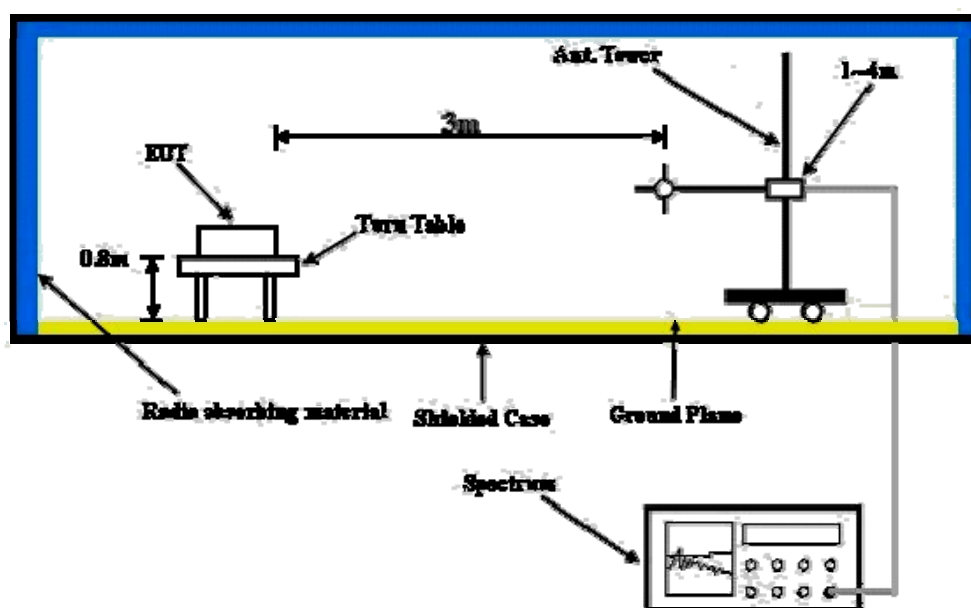 Ant. Tower
1~4m
3m
EUT
Turn Table
0.8m
Radio absorbing material
Shielded Case
Ground Plane
Spectrum